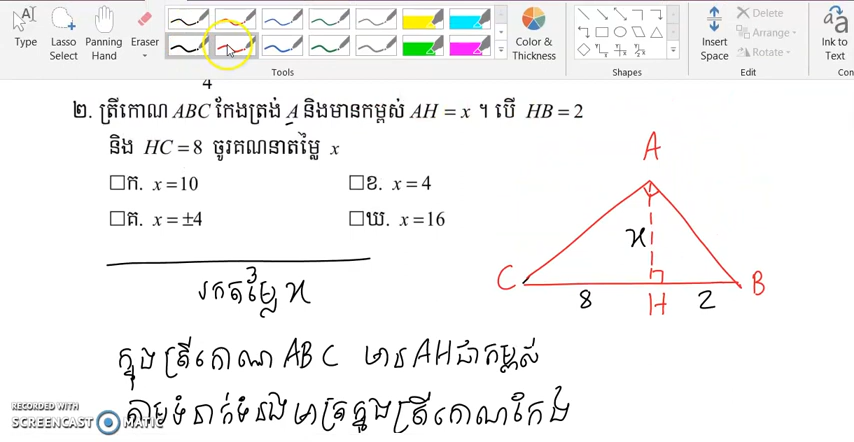 Type
Lasso Select
Panning Hand
Eraser
Color & Thickness
Insert Space
Delete
Arrange
Rotate
Ink to Text
Tools
Shapes
4
២. ត្រីកោណ ABC កែងត្រង់ A និងមានកម្ពស់ AH = x ។ បើ HB = 2
និង HC = 8 ចូរគណនាតម្លៃ x
ក. x = 10
ខ. x = 4
គ. x = ±4
ឃ. x = 16
A
x
C
B
8
H
2
រកតម្លៃ x
ក្នុងត្រីកោណ ABC មាន AH ជាកម្ពស់
តាមទំនាក់ទំនងមាត្រក្នុងត្រីកោណកែង
RECORDED WITH
SCREENCAST MATIC